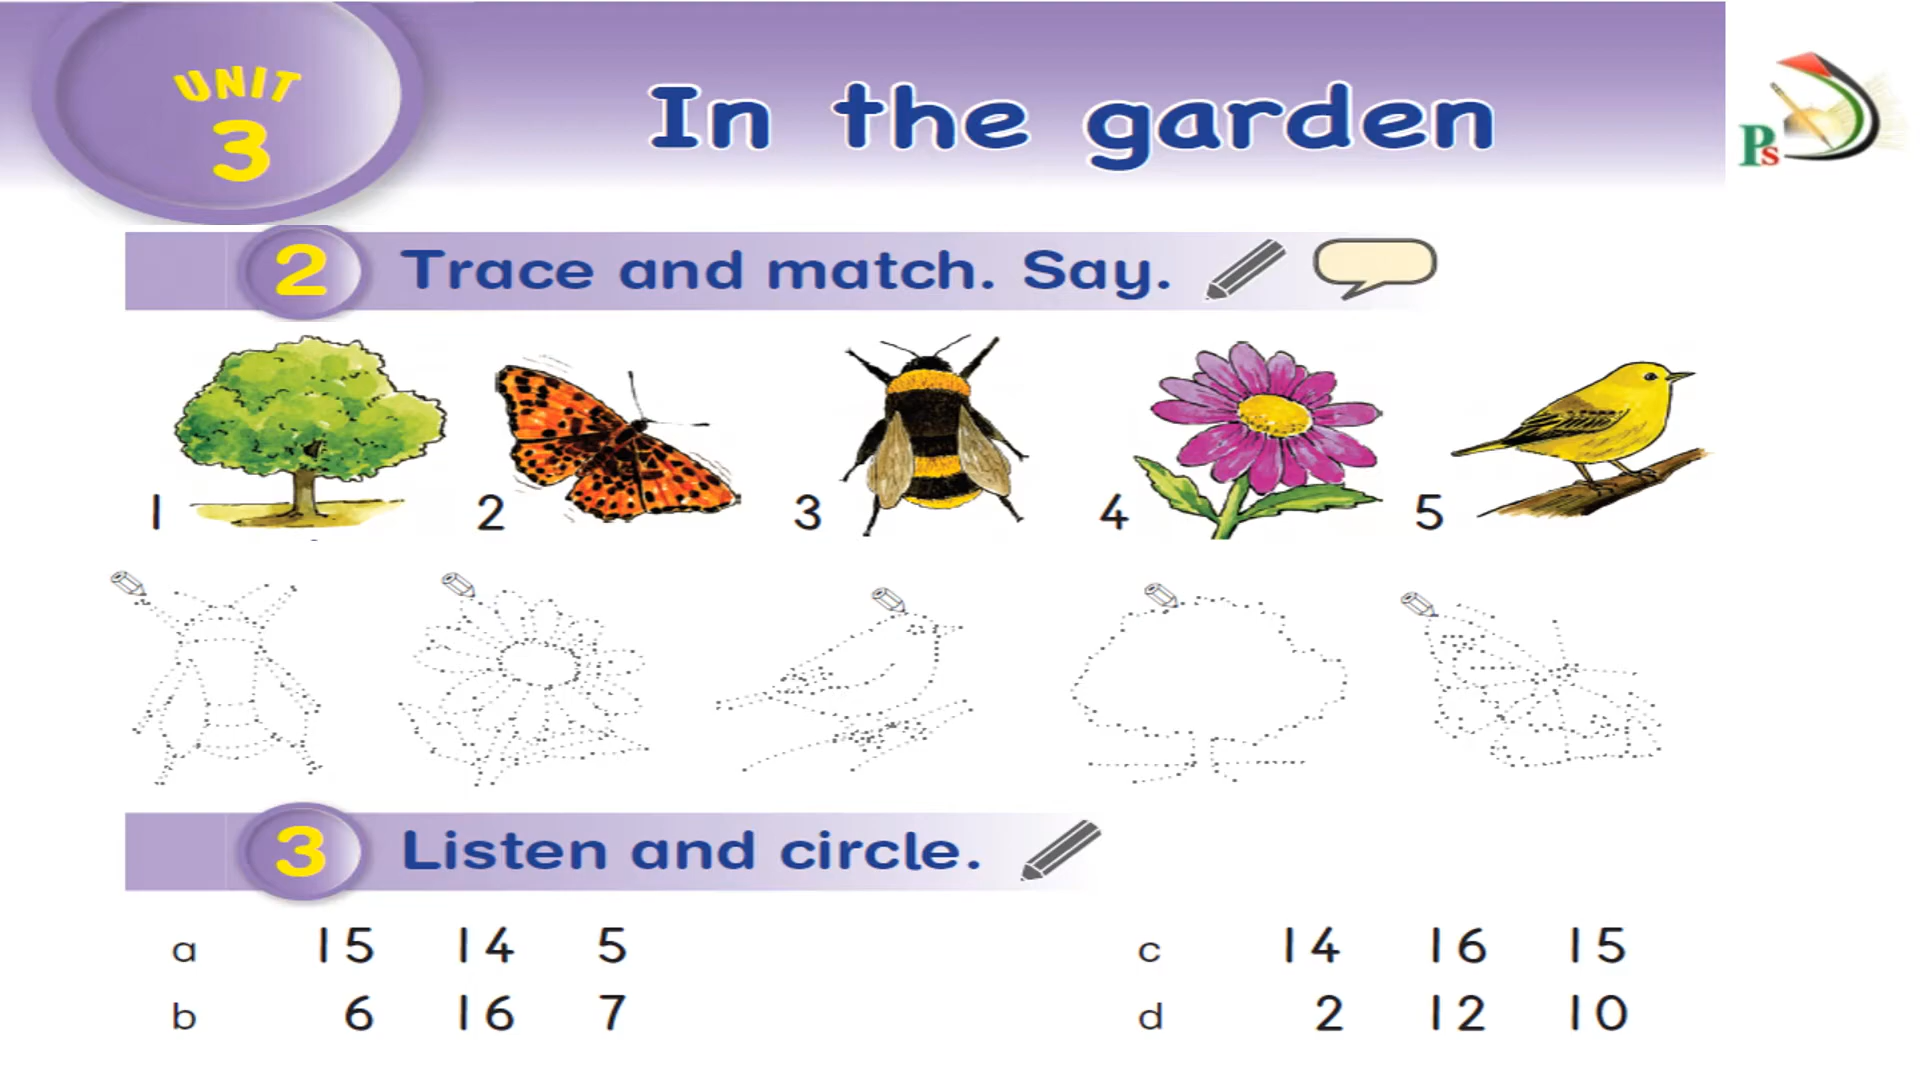 UNIT
3
In the garden
Ps
2 Trace and match. Say.
1 2 3 4 5
3 Listen and circle.
a 15 14 5
b 6 16 7
c 14 16 15
d 2 12 10